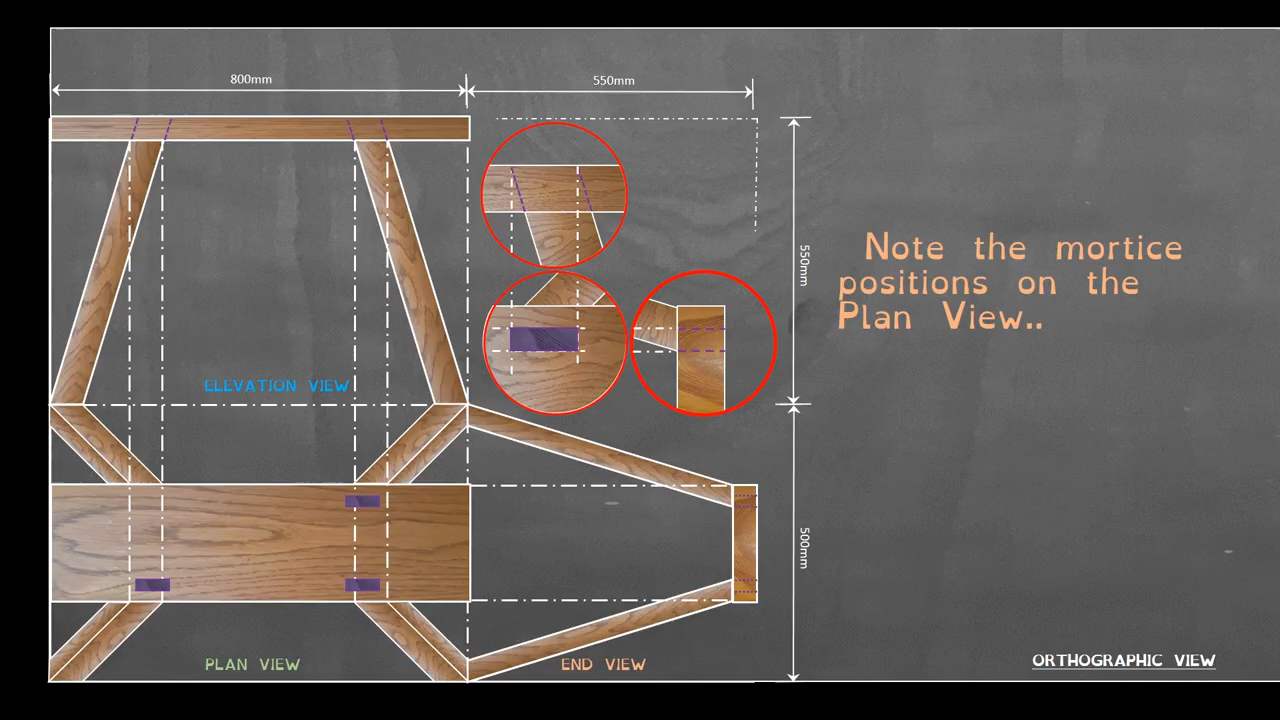 800mm
550mm
Note the mortice
positions on the
Plan View..
550mm
ELEVATION VIEW
500mm
PLAN VIEW
END VIEW
ORTHOGRAPHIC VIEW